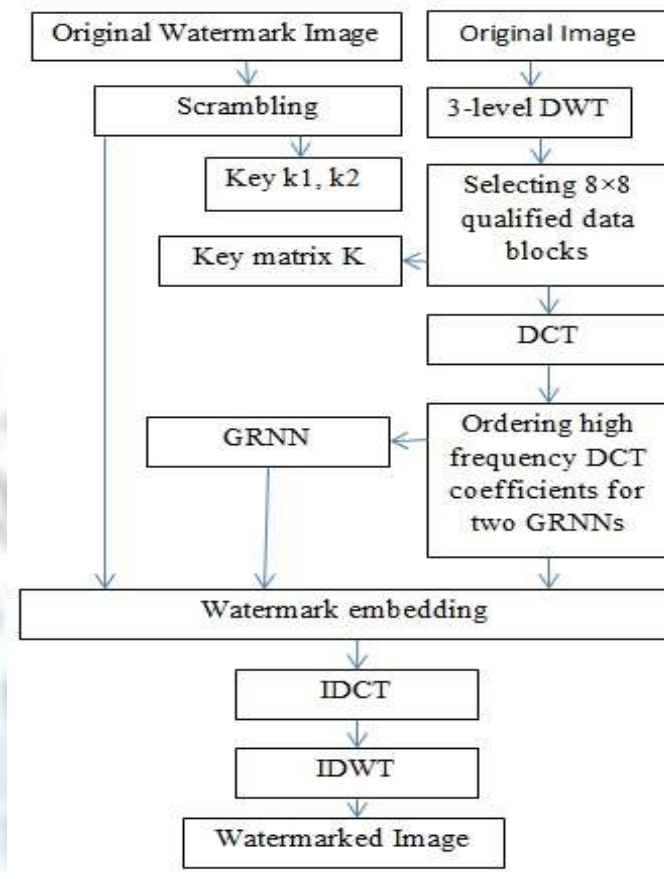 Original Watermark Image
Original Image
Scrambling
3-level DWT
Key k1, k2
Selecting 8×8
qualified data
blocks
Key matrix K
DCT
GRNN
Ordering high
frequency DCT
coefficients for
two GRNNs
Watermark embedding
IDCT
IDWT
Watermarked Image